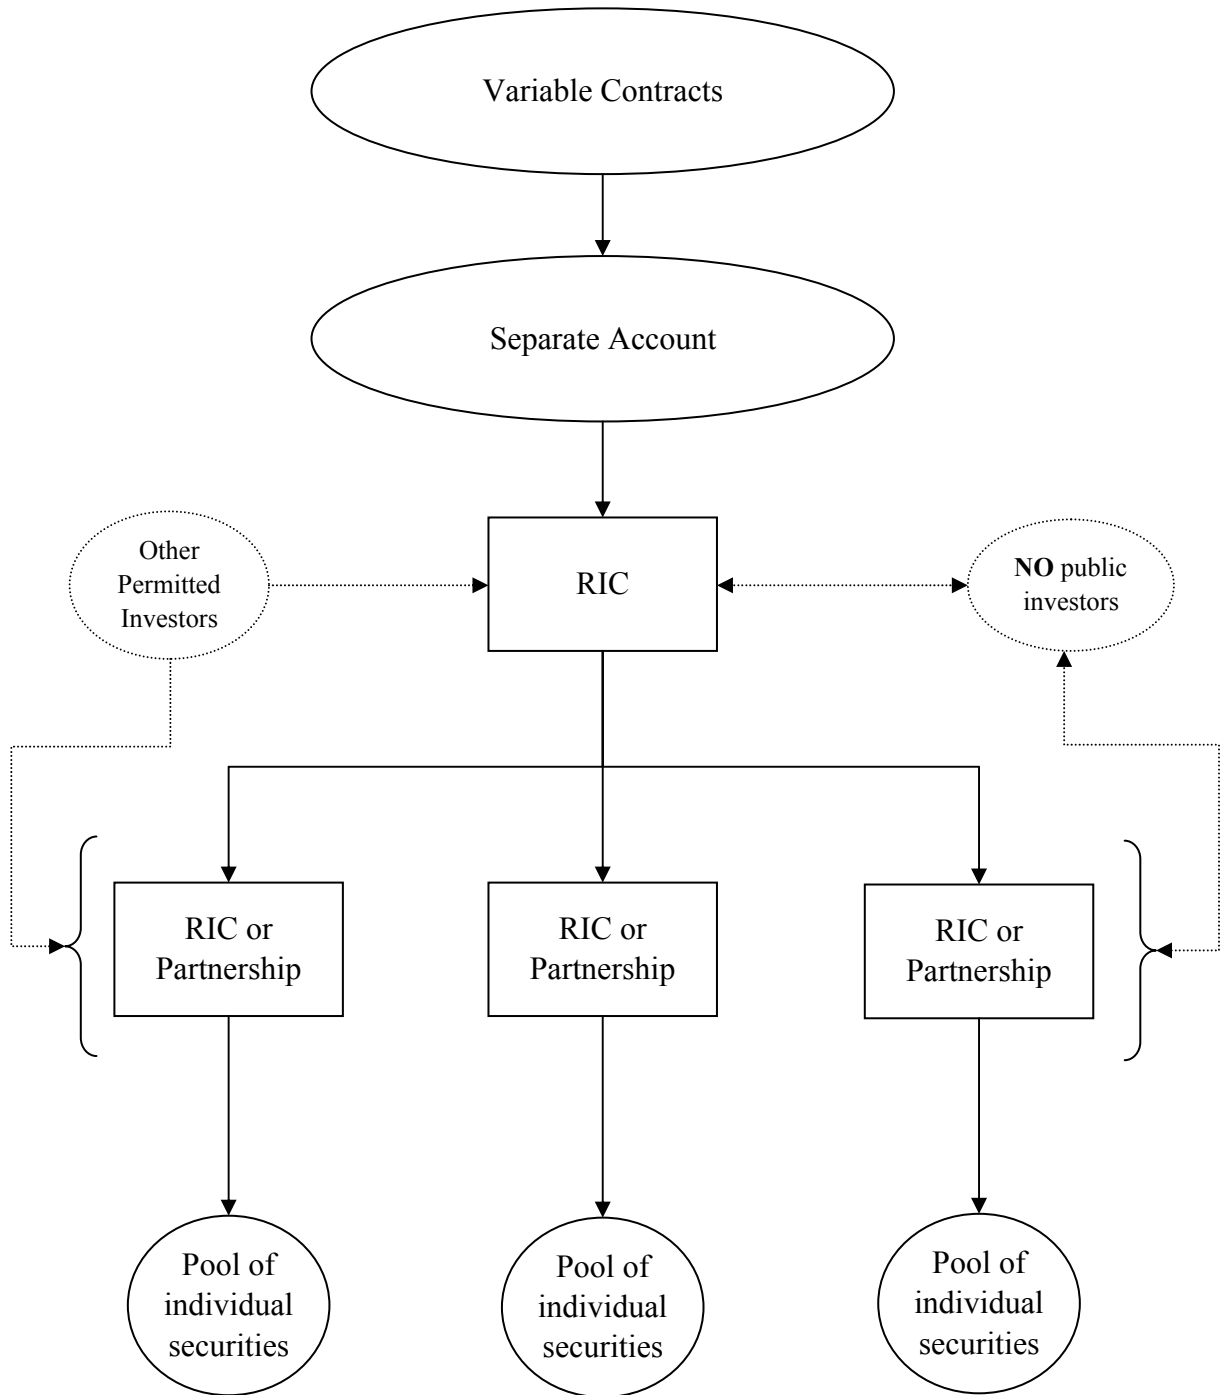 Variable Contracts
Separate Account
Other
Permitted
Investors
RIC
NO public
investors
RIC or
Partnership
RIC or
Partnership
RIC or
Partnership
Pool of
individual
securities
Pool of
individual
securities
Pool of
individual
securities